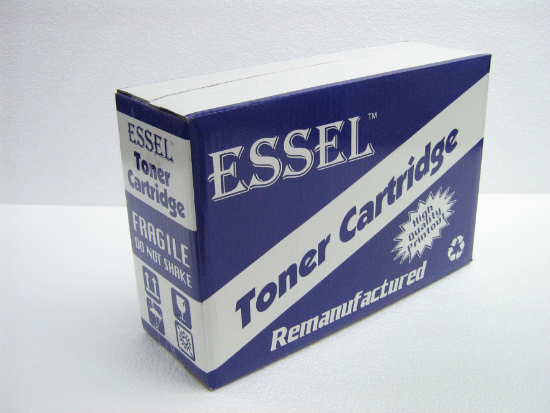 ESSEL
Toner
Cartridge
FRAGILE
DO NOT SHAKE
ESSEL™
Toner Cartridge
High
Quality
printed
Remanufactured